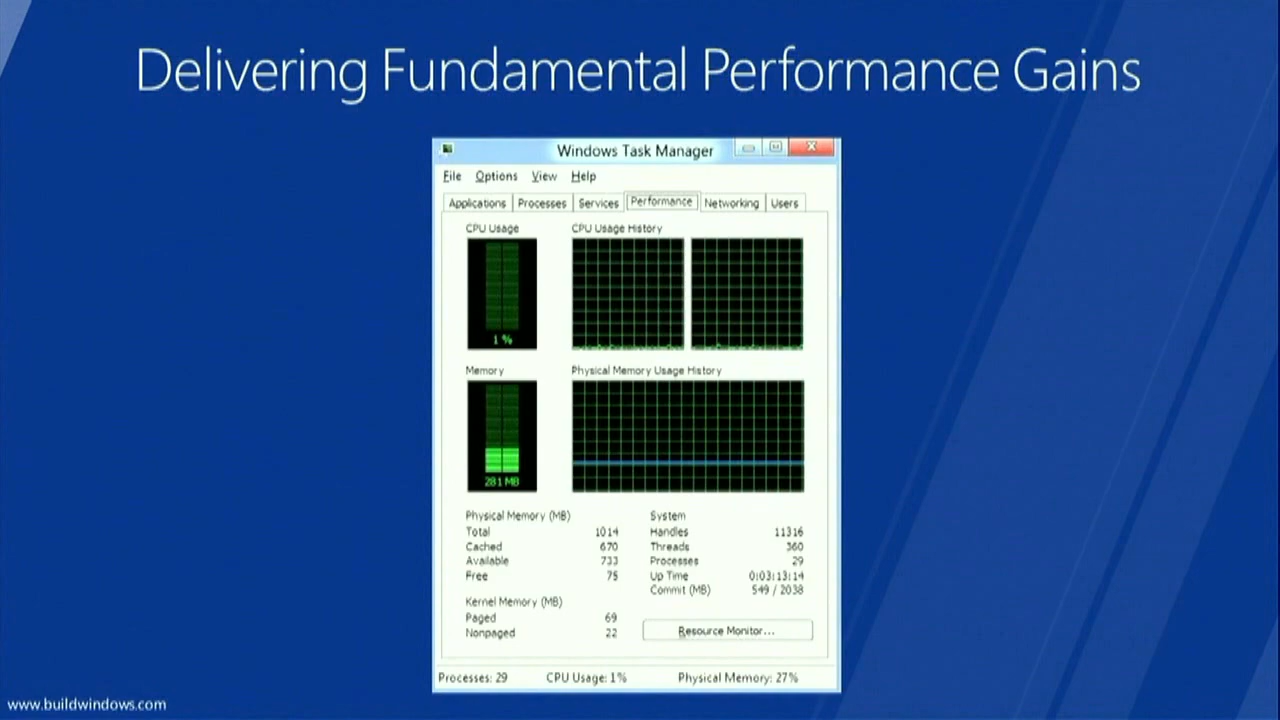 Delivering Fundamental Performance Gains
Windows Task Manager
File Options View Help
Applications Processes Services Performance Networking Users
CPU Usage CPU Usage History
1 %
Memory Physical Memory Usage History
281 MB
Physical Memory (MB)
Total 1014
Cached 670
Available 733
Free 75
Kernel Memory (MB)
Paged 69
Nonpaged 22
System
Handles 11316
Threads 360
Processes 29
Up Time 0:03:13:14
Commit (MB) 549 / 2038
Resource Monitor...
Processes: 29 CPU Usage: 1% Physical Memory: 27%
www.buildwindows.com